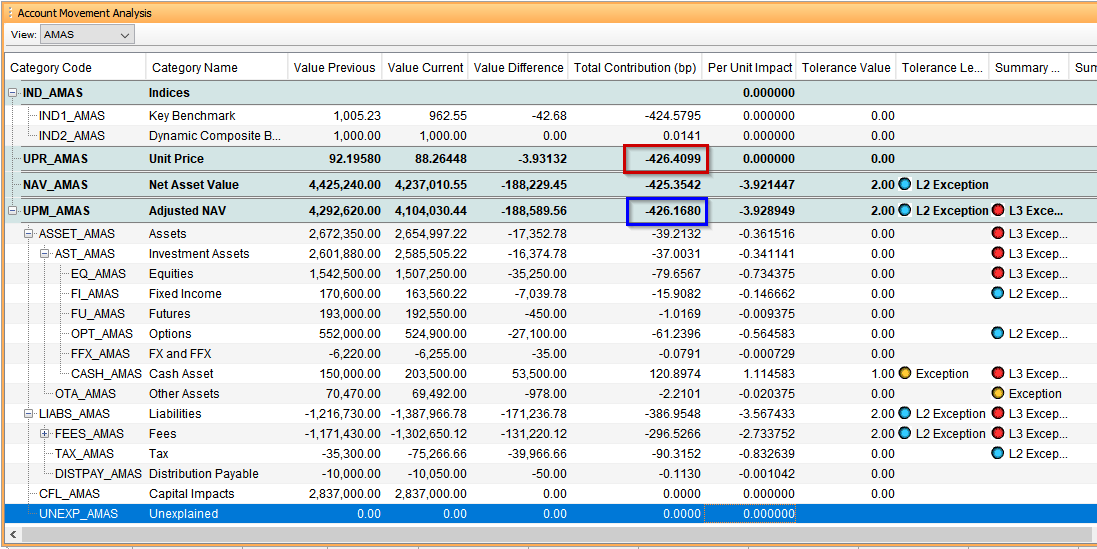 Account Movement Analysis
View: AMAS
Category Code Category Name Value Previous Value Current Value Difference Total Contribution (bp) Per Unit Impact Tolerance Value Tolerance Le... Summary ... Sum
IND_AMAS Indices 0.000000
IND1_AMAS Key Benchmark 1,005.23 962.55 -42.68 -424.5795 0.000000 0.00
IND2_AMAS Dynamic Composite B... 1,000.00 1,000.00 0.00 0.0141 0.000000 0.00
UPR_AMAS Unit Price 92.19580 88.26448 -3.93132 -426.4099 0.000000 0.00
NAV_AMAS Net Asset Value 4,425,240.00 4,237,010.55 -188,229.45 -425.3542 -3.921447 2.00 L2 Exception
UPM_AMAS Adjusted NAV 4,292,620.00 4,104,030.44 -188,589.56 -426.1680 -3.928949 2.00 L2 Exception L3 Exce...
ASSET_AMAS Assets 2,672,350.00 2,654,997.22 -17,352.78 -39.2132 -0.361516 0.00 L3 Excep...
AST_AMAS Investment Assets 2,601,880.00 2,585,505.22 -16,374.78 -37.0031 -0.341141 0.00 L3 Excep...
EQ_AMAS Equities 1,542,500.00 1,507,250.00 -35,250.00 -79.6567 -0.734375 0.00 L3 Excep...
FI_AMAS Fixed Income 170,600.00 163,560.22 -7,039.78 -15.9082 -0.146662 0.00 L2 Excep...
FU_AMAS Futures 193,000.00 192,550.00 -450.00 -1.0169 -0.009375 0.00
OPT_AMAS Options 552,000.00 524,900.00 -27,100.00 -61.2396 -0.564583 0.00 L2 Excep...
FFX_AMAS FX and FFX -6,220.00 -6,255.00 -35.00 -0.0791 -0.000729 0.00
CASH_AMAS Cash Asset 150,000.00 203,500.00 53,500.00 120.8974 1.114583 1.00 Exception L3 Excep...
OTA_AMAS Other Assets 70,470.00 69,492.00 -978.00 -2.2101 -0.020375 0.00 Exception
LIABS_AMAS Liabilities -1,216,730.00 -1,387,966.78 -171,236.78 -386.9548 -3.567433 2.00 L2 Exception L3 Excep...
FEES_AMAS Fees -1,171,430.00 -1,302,650.12 -131,220.12 -296.5266 -2.733752 2.00 L2 Exception L3 Excep...
TAX_AMAS Tax -35,300.00 -75,266.66 -39,966.66 -90.3152 -0.832639 0.00 L2 Excep...
DISTPAY_AMAS Distribution Payable -10,000.00 -10,050.00 -50.00 -0.1130 -0.001042 0.00
CFL_AMAS Capital Impacts 2,837,000.00 2,837,000.00 0.00 0.0000 0.000000 0.00
UNEXP_AMAS Unexplained 0.00 0.00 0.00 0.0000 0.000000